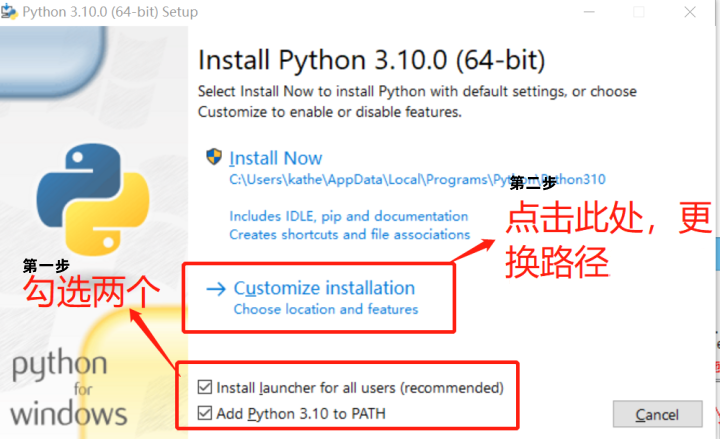 Python 3.10.0 (64-bit) Setup
Install Python 3.10.0 (64-bit)
Select Install Now to install Python with default settings, or choose
Customize to enable or disable features.
Install Now
C:\Users\kathe\AppData\Local\Programs\Python\Python310
第二步
Includes IDLE, pip and documentation
Creates shortcuts and file associations
点击此处，更
换路径
第一步
勾选两个
Customize installation
Choose location and features
python
for
windows
Install launcher for all users (recommended)
Add Python 3.10 to PATH
Cancel